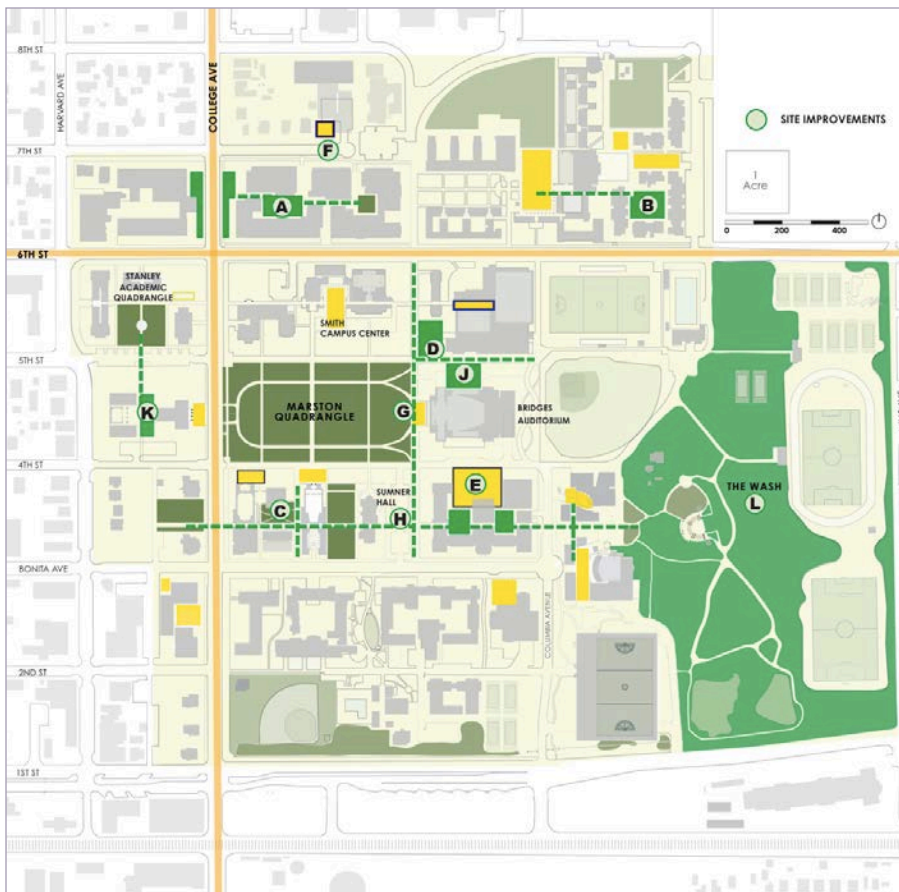 8TH ST
HARVARD AVE
COLLEGE AVE
SITE IMPROVEMENTS
F
7TH ST
1
Acre
A
B
0 200 400
6TH ST
STANLEY
ACADEMIC
QUADRANGLE
SMITH
CAMPUS CENTER
D
5TH ST
J
K
MARSTON
QUADRANGLE
G
BRIDGES
AUDITORIUM
4TH ST
E
SUMNER
HALL
THE WASH
C
H
L
BONITA AVE
COLUMBIA AVENUE
2ND ST
1ST ST